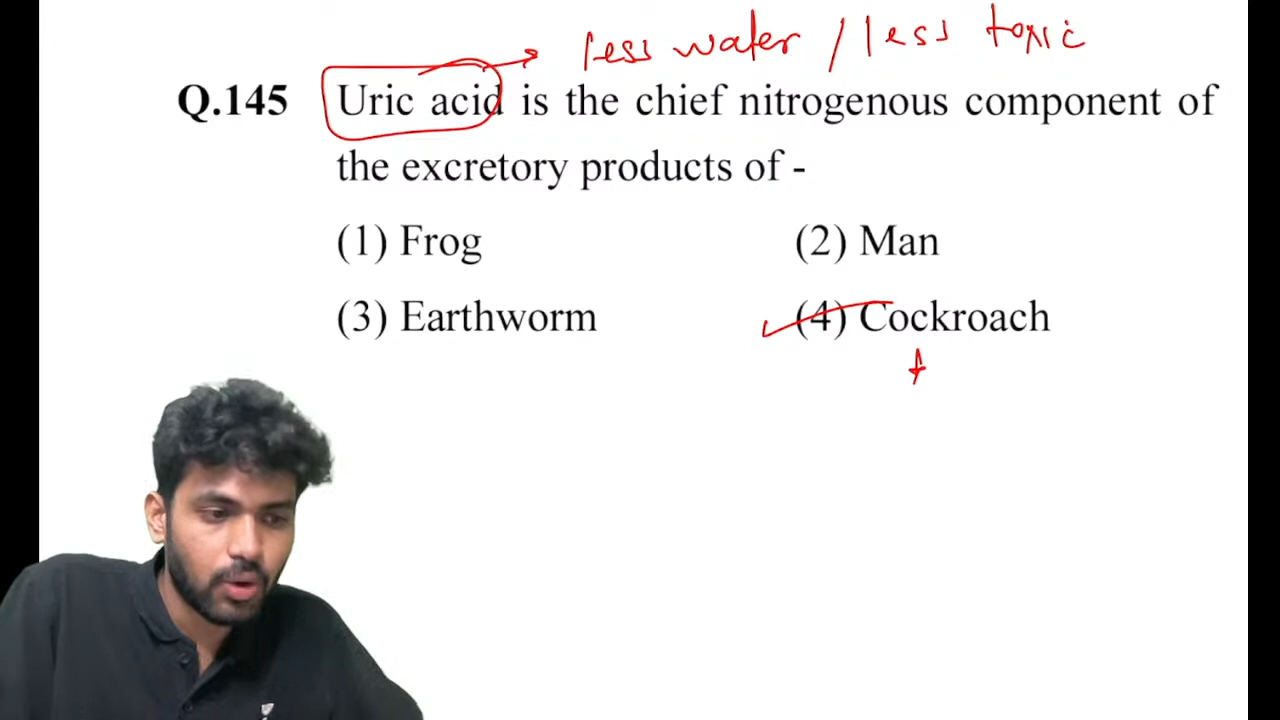 less water / less toxic
Q.145 Uric acid is the chief nitrogenous component of
the excretory products of -
(1) Frog (2) Man
(3) Earthworm (4) Cockroach